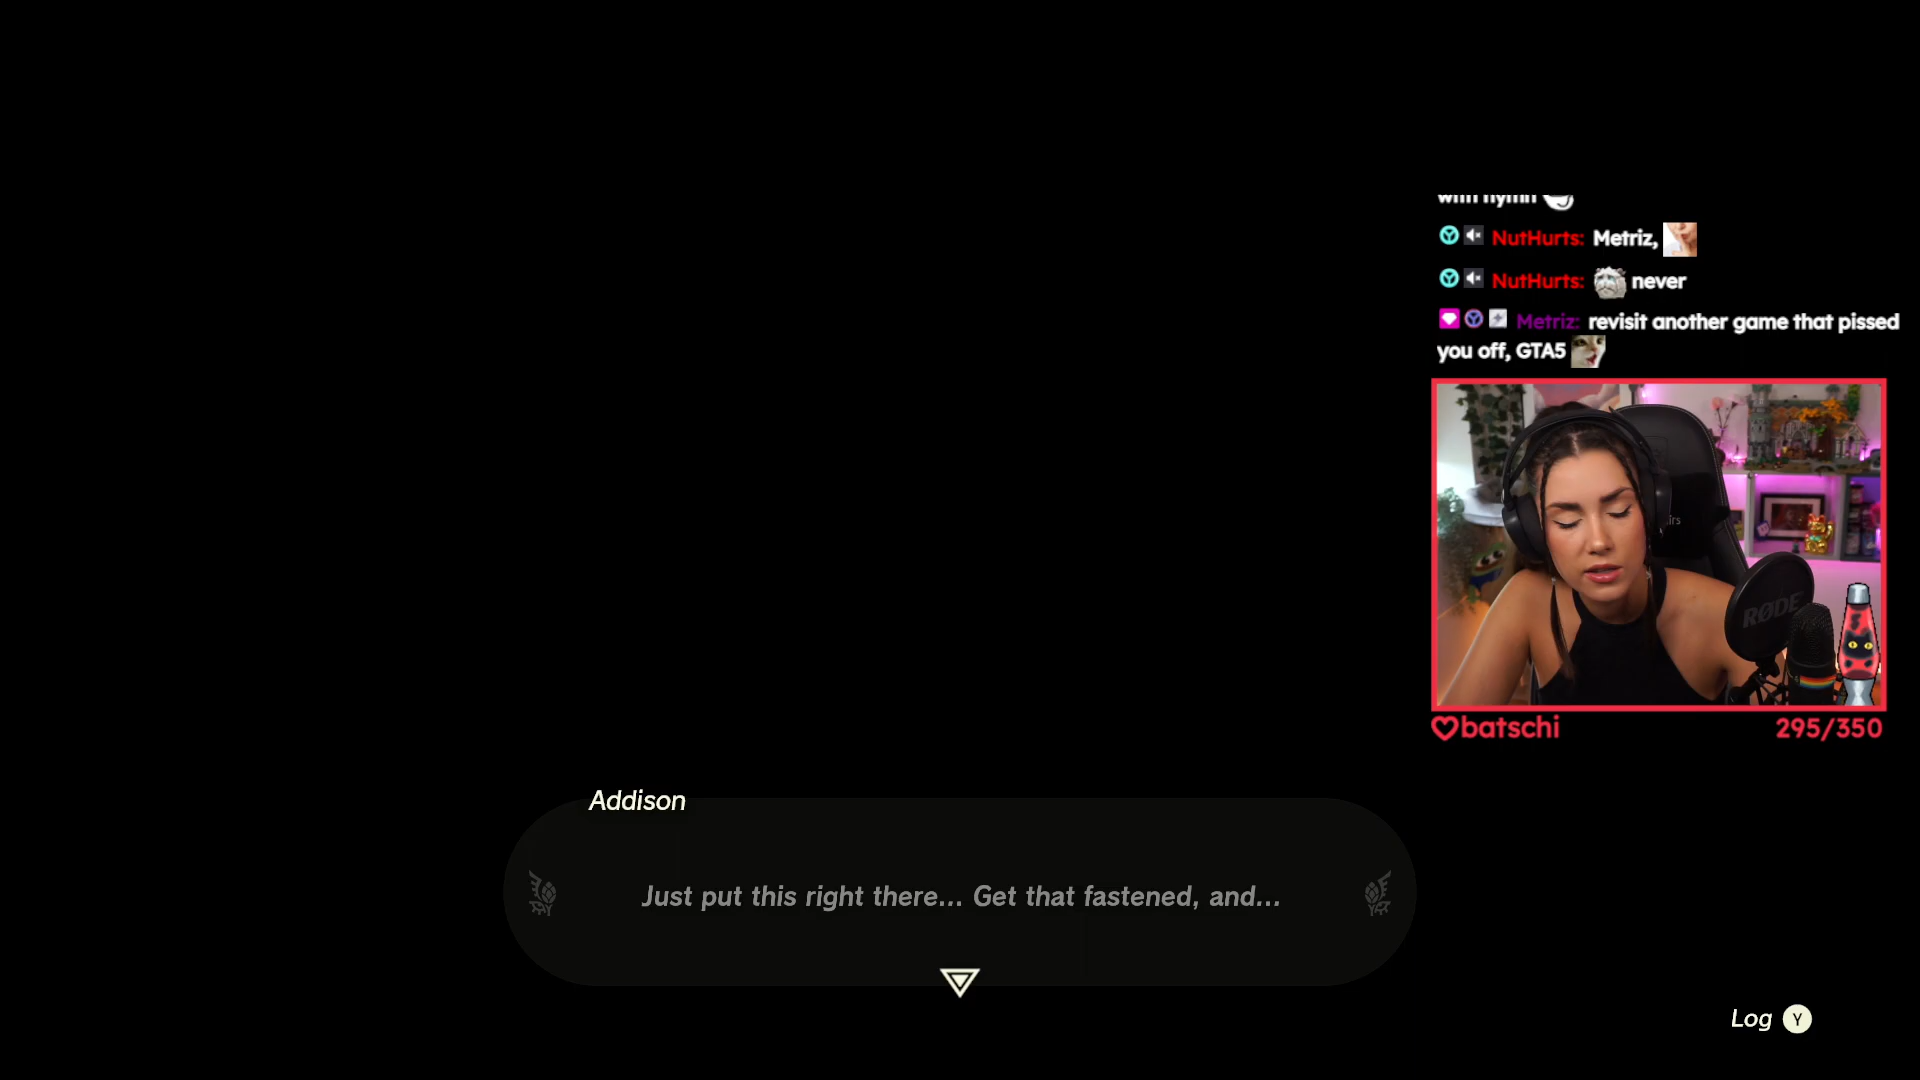 NutHurts: Metriz,
NutHurts: never
Metriz: revisit another game that pissed
you off, GTA5
RØDE
batschi
295/350
Addison
Just put this right there... Get that fastened, and...
Log Y